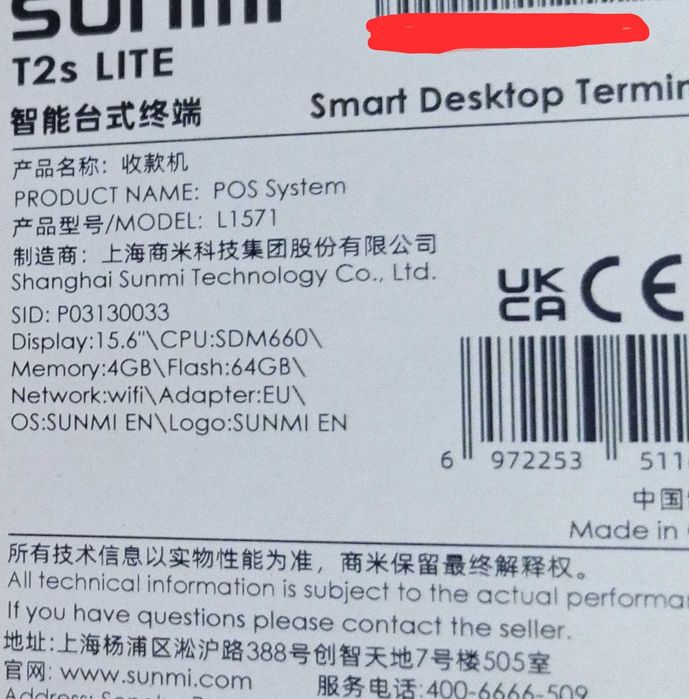 sunmi
T2s LITE
智能台式终端
Smart Desktop
产品名称：收款机
PRODUCT NAME: POS System
产品型号/MODEL: L1571
制造商：上海商米科技集团股份有限公司
Shanghai Sunmi Technology Co., Ltd.
SID: P03130033
Display:15.6"\CPU:SDM660\
Memory:4GB\Flash:64GB\
Network:wifi\Adapter:EU\
OS:SUNMI EN\Logo:SUNMI EN
UK
CA
CE
6 972253 511
中国
Made in
所有技术信息以实物性能为准，商米保留最终解释权。
All technical information is subject to the actual
If you have questions please contact the seller.
地址:上海杨浦区淞沪路388号创智天地7号楼505室
官网: www.sunmi.com
服务电话:400-6666-509